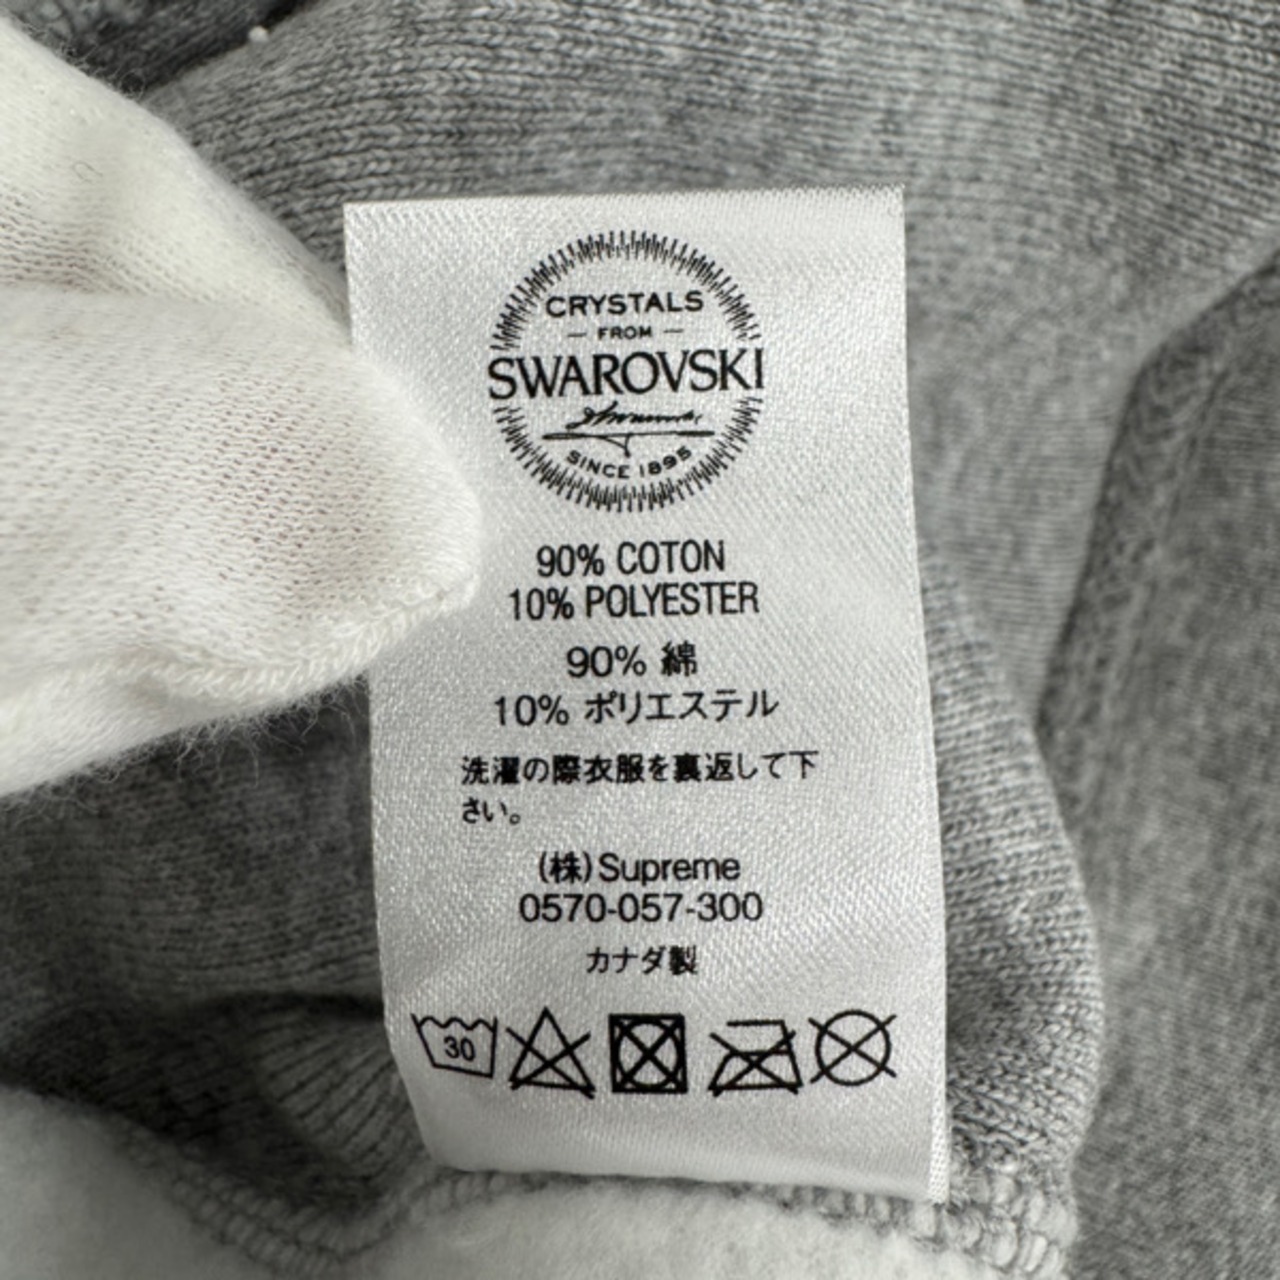 CRYSTALS
FROM
SWAROVSKI
SINCE 1895
90% COTON
10% POLYESTER
90% 綿
10% ポリエステル
洗濯の際衣服を裏返して下
さい。
(株)Supreme
0570-057-300
カナダ製
30